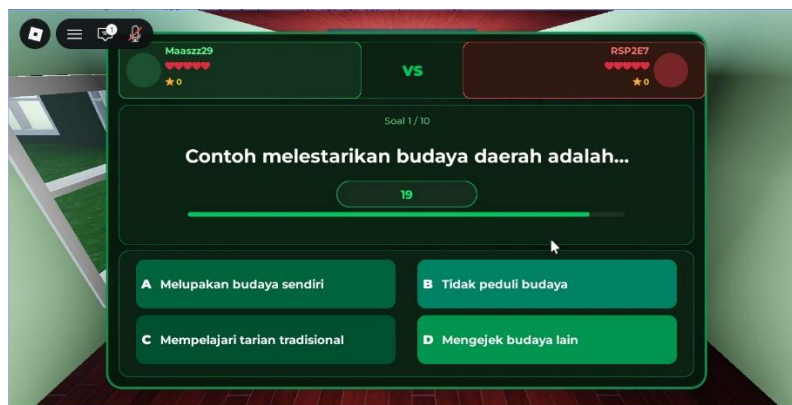 Maaszz29
VS
RSP2E7
★ 0
★ 0
Soal 1 / 10
Contoh melestarikan budaya daerah adalah...
19
A Melupakan budaya sendiri
B Tidak peduli budaya
C Mempelajari tarian tradisional
D Mengejek budaya lain